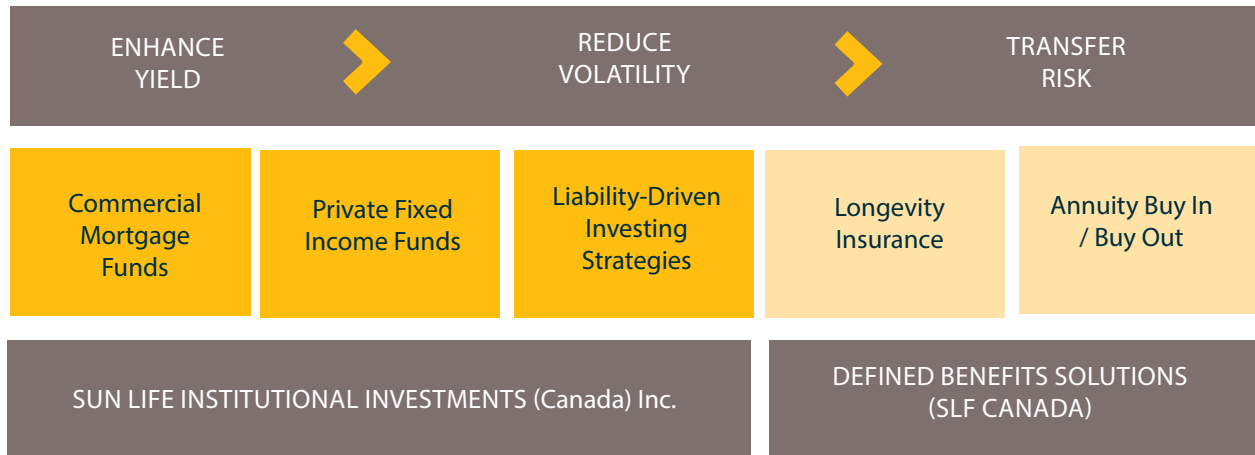 ENHANCE
YIELD
REDUCE
VOLATILITY
TRANSFER
RISK
Commercial
Mortgage
Funds
Private Fixed
Income Funds
Liability-Driven
Investing
Strategies
Longevity
Insurance
Annuity Buy In
/ Buy Out
SUN LIFE INSTITUTIONAL INVESTMENTS (Canada) Inc.
DEFINED BENEFITS SOLUTIONS
(SLF CANADA)